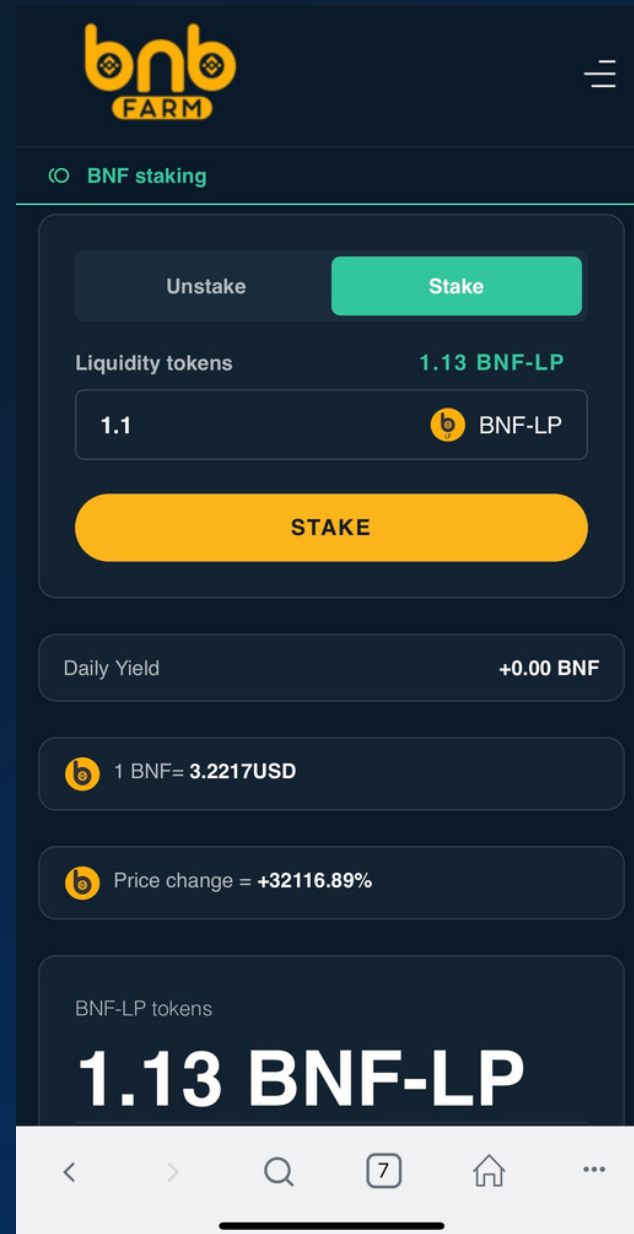 bnb
FARM
BNF staking
Unstake Stake
Liquidity tokens 1.13 BNF-LP
1.1 b LP BNF-LP
STAKE
Daily Yield +0.00 BNF
b 1 BNF= 3.2217USD
b Price change = +32116.89%
BNF-LP tokens
1.13 BNF-LP
7